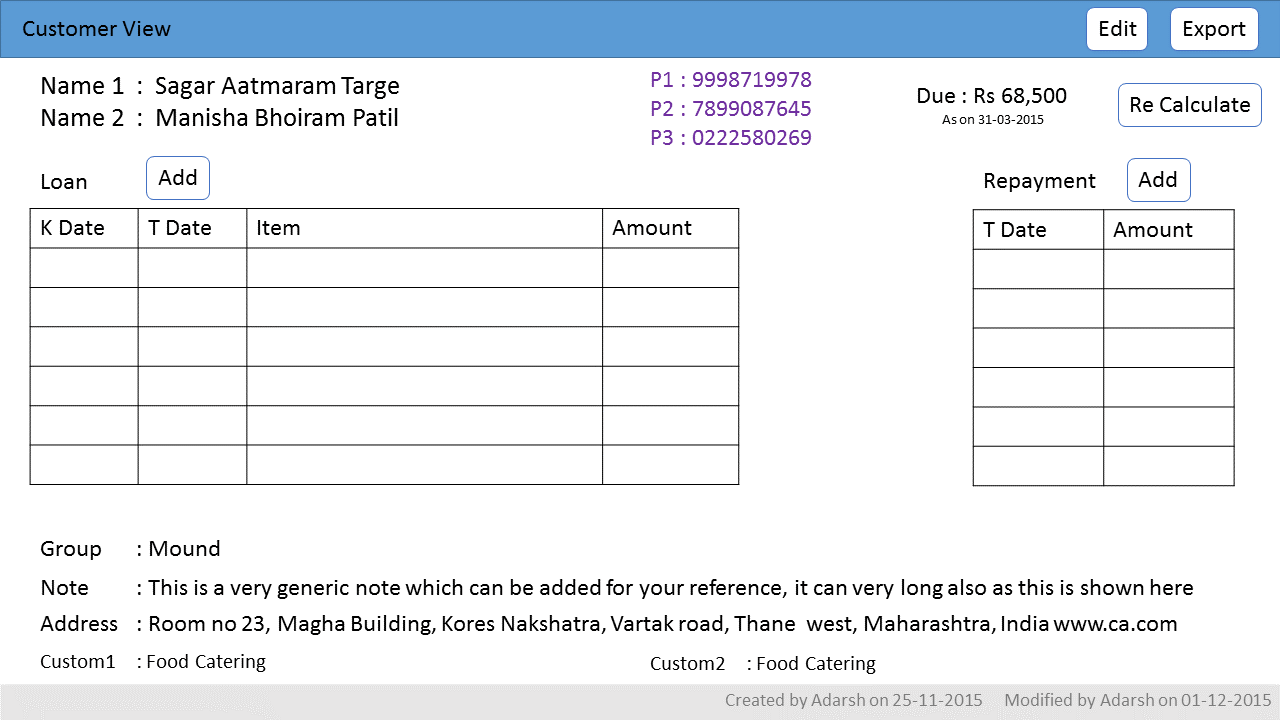 Customer View
Edit
Export
Name 1 : Sagar Aatmaram Targe
Name 2 : Manisha Bhoiram Patil
P1 : 9998719978
P2 : 7899087645
P3 : 0222580269
Due : Rs 68,500
As on 31-03-2015
Re Calculate
Loan
Add
K Date T Date Item Amount
Repayment
Add
T Date Amount
Group : Mound
Note : This is a very generic note which can be added for your reference, it can very long also as this is shown here
Address : Room no 23, Magha Building, Kores Nakshatra, Vartak road, Thane west, Maharashtra, India www.ca.com
Custom1 : Food Catering
Custom2 : Food Catering
Created by Adarsh on 25-11-2015 Modified by Adarsh on 01-12-2015